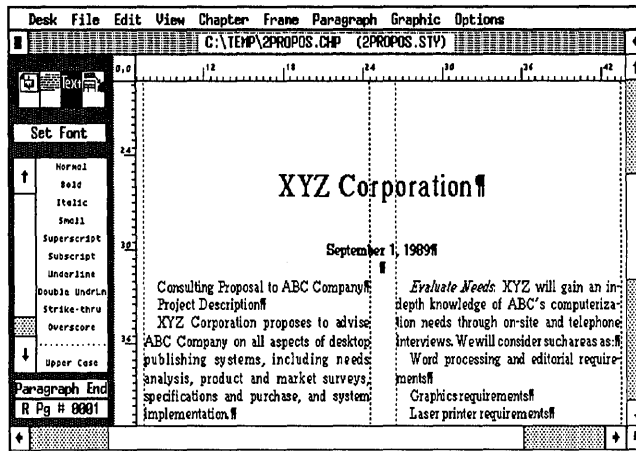 Desk File Edit View Chapter Frame Paragraph Graphic Options
C:\TEMP\2PROPOS.CHP (2PROPOS.STY)
0,0 12 18 24 30 36 42
Text
Set Font
Normal
Bold
Italic
Small
Superscript
Subscript
Underline
Double UndrLn
Strike-thru
Overscore
Upper Case
Paragraph End
R Pg # 0001
24
30
36
XYZ Corporation¶
September 1, 1989¶
¶
Consulting Proposal to ABC Company¶
Project Description¶
XYZ Corporation proposes to advise
ABC Company on all aspects of desktop
publishing systems, including needs
analysis, product and market surveys,
specifications and purchase, and system
implementation.¶
Evaluate Needs: XYZ will gain an in-
depth knowledge of ABC's computeriza-
tion needs through on-site and telephone
interviews. We will consider such areas as:¶
Word processing and editorial require-
ments¶
Graphics requirements¶
Laser printer requirements¶